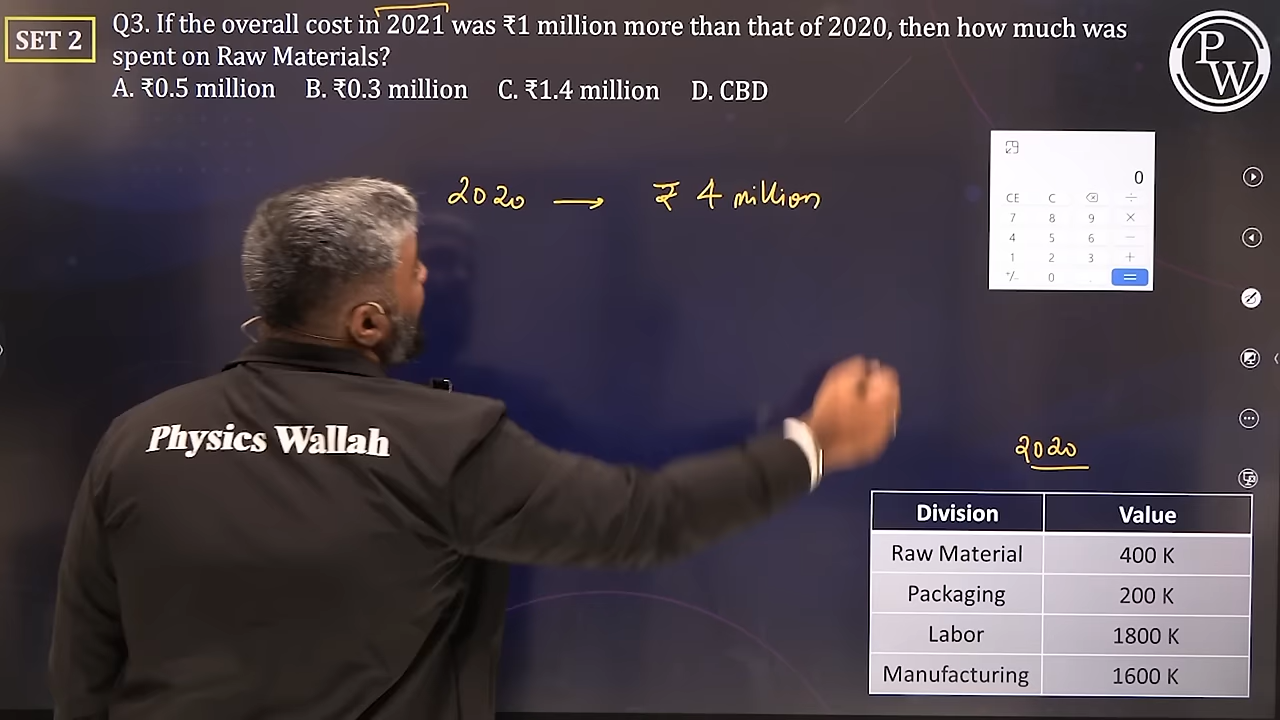 SET 2
Q3. If the overall cost in 2021 was ₹1 million more than that of 2020, then how much was
spent on Raw Materials?
A. ₹0.5 million B. ₹0.3 million C. ₹1.4 million D. CBD
PW
2020 → ₹ 4 million
0
CE C ⌫ ÷
7 8 9 ×
4 5 6 −
1 2 3 +
+/- 0 . =
Physics Wallah
2020
Division Value
Raw Material 400 K
Packaging 200 K
Labor 1800 K
Manufacturing 1600 K